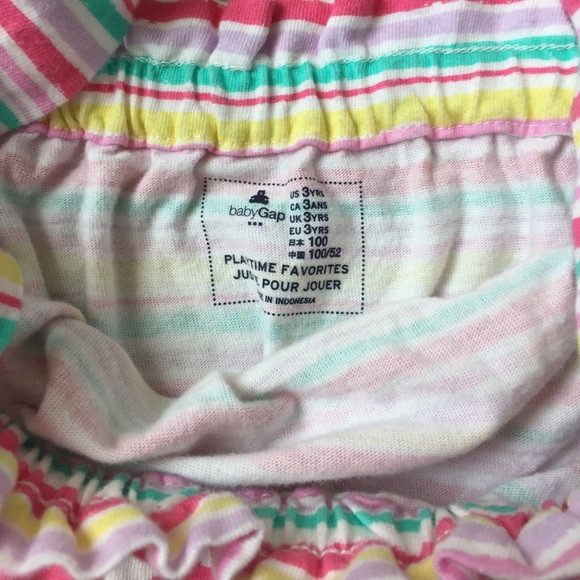 babyGap
US 3YRS
CA 3ANS
UK 3YRS
EU 3YRS
日本 100
中国 100/52
PLAYTIME FAVORITES
JUST POUR JOUER
IN INDONESIA